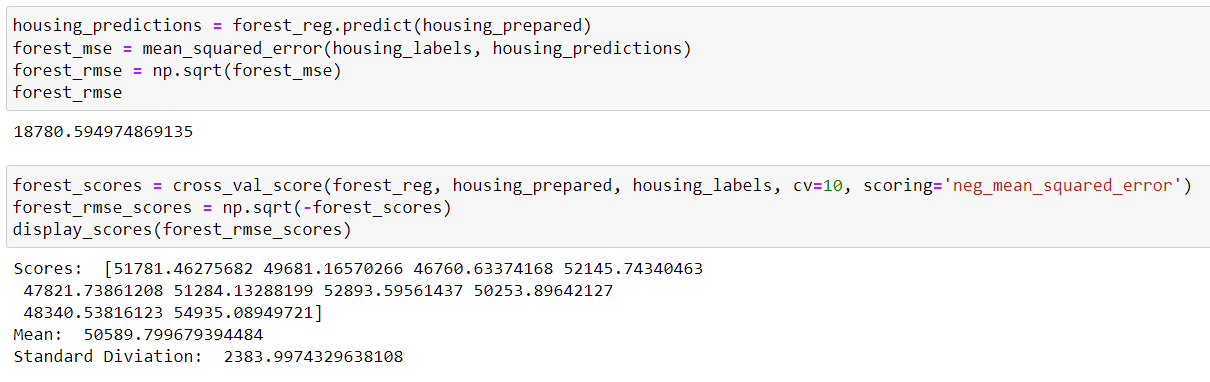 housing_predictions = forest_reg.predict(housing_prepared)
forest_mse = mean_squared_error(housing_labels, housing_predictions)
forest_rmse = np.sqrt(forest_mse)
forest_rmse
18780.594974869135
forest_scores = cross_val_score(forest_reg, housing_prepared, housing_labels, cv=10, scoring='neg_mean_squared_error')
forest_rmse_scores = np.sqrt(-forest_scores)
display_scores(forest_rmse_scores)
Scores:  [51781.46275682 49681.16570266 46760.63374168 52145.74340463
 47821.73861208 51284.13288199 52893.59561437 50253.89642127
 48340.53816123 54935.08949721]
Mean:  50589.799679394484
Standard Diviation:  2383.9974329638108